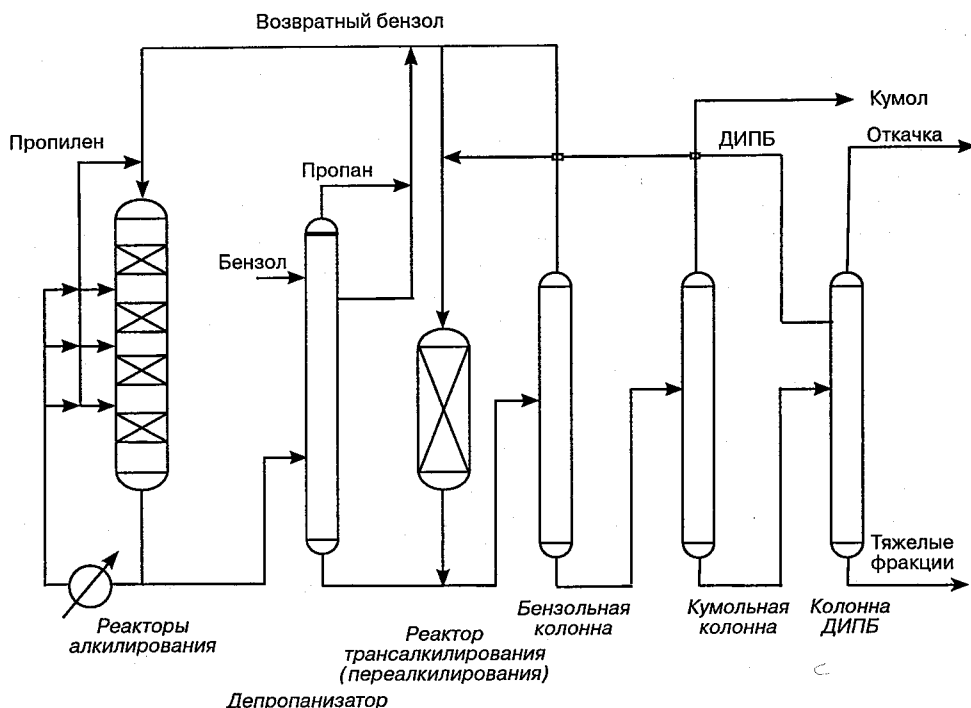 Возвратный бензол
Кумол
Пропилен
ДИПБ
Откачка
Пропан
Бензол
Тяжелые
фракции
Реакторы
алкилирования
Реактор
трансалкилирования
(переалкилирования)
Бензольная
колонна
Кумольная
колонна
Колонна
ДИПБ
Депропанизатор